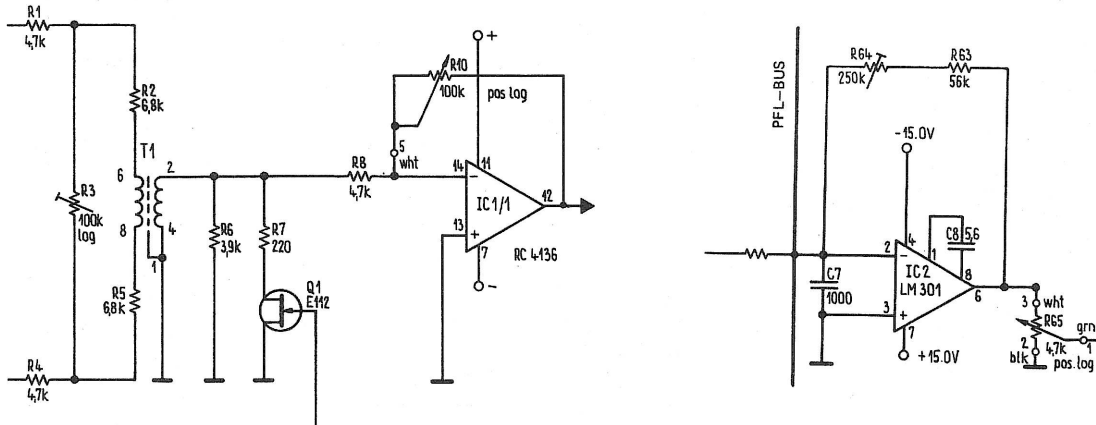 R1
4,7k
R2
6,8k
T1
6
2
R3
100k
log
8
4
1
R5
6,8k
R4
4,7k
R6
3,9k
R7
220
Q1
E112
R8
4,7k
5
wht
R10
100k
pos log
+
11
14
−
IC1/1
12
13
+
7
−
RC 4136
PFL-BUS
R64
250k
R63
56k
-15.0V
4
1
C8
5,6
8
2
−
IC2
LM 301
6
C7
1000
3
+
7
+15.0V
3
wht
R65
4,7k
pos.log
2
blk
grn
1